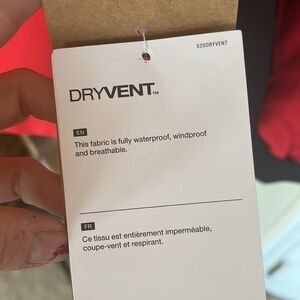 S20DRYVENT
DRYVENT™
EN
This fabric is fully waterproof, windproof
and breathable.
FR
Ce tissu est entièrement imperméable,
coupe-vent et respirant.